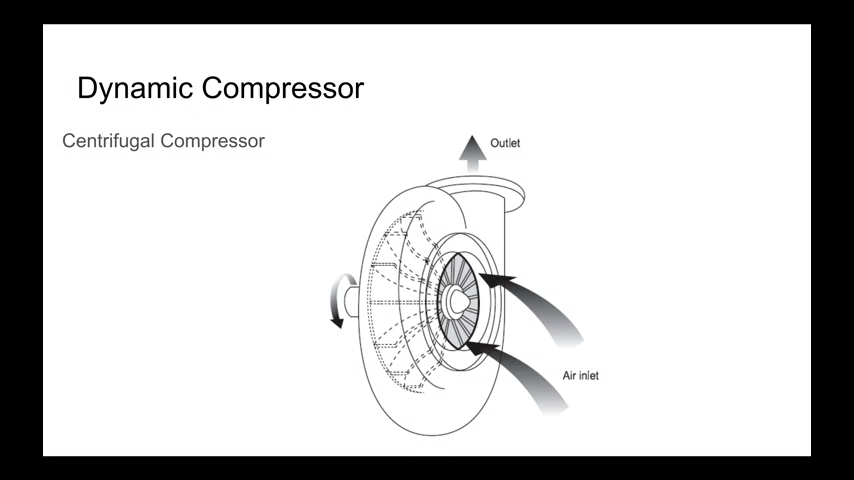 Dynamic Compressor
Centrifugal Compressor
Outlet
Air inlet